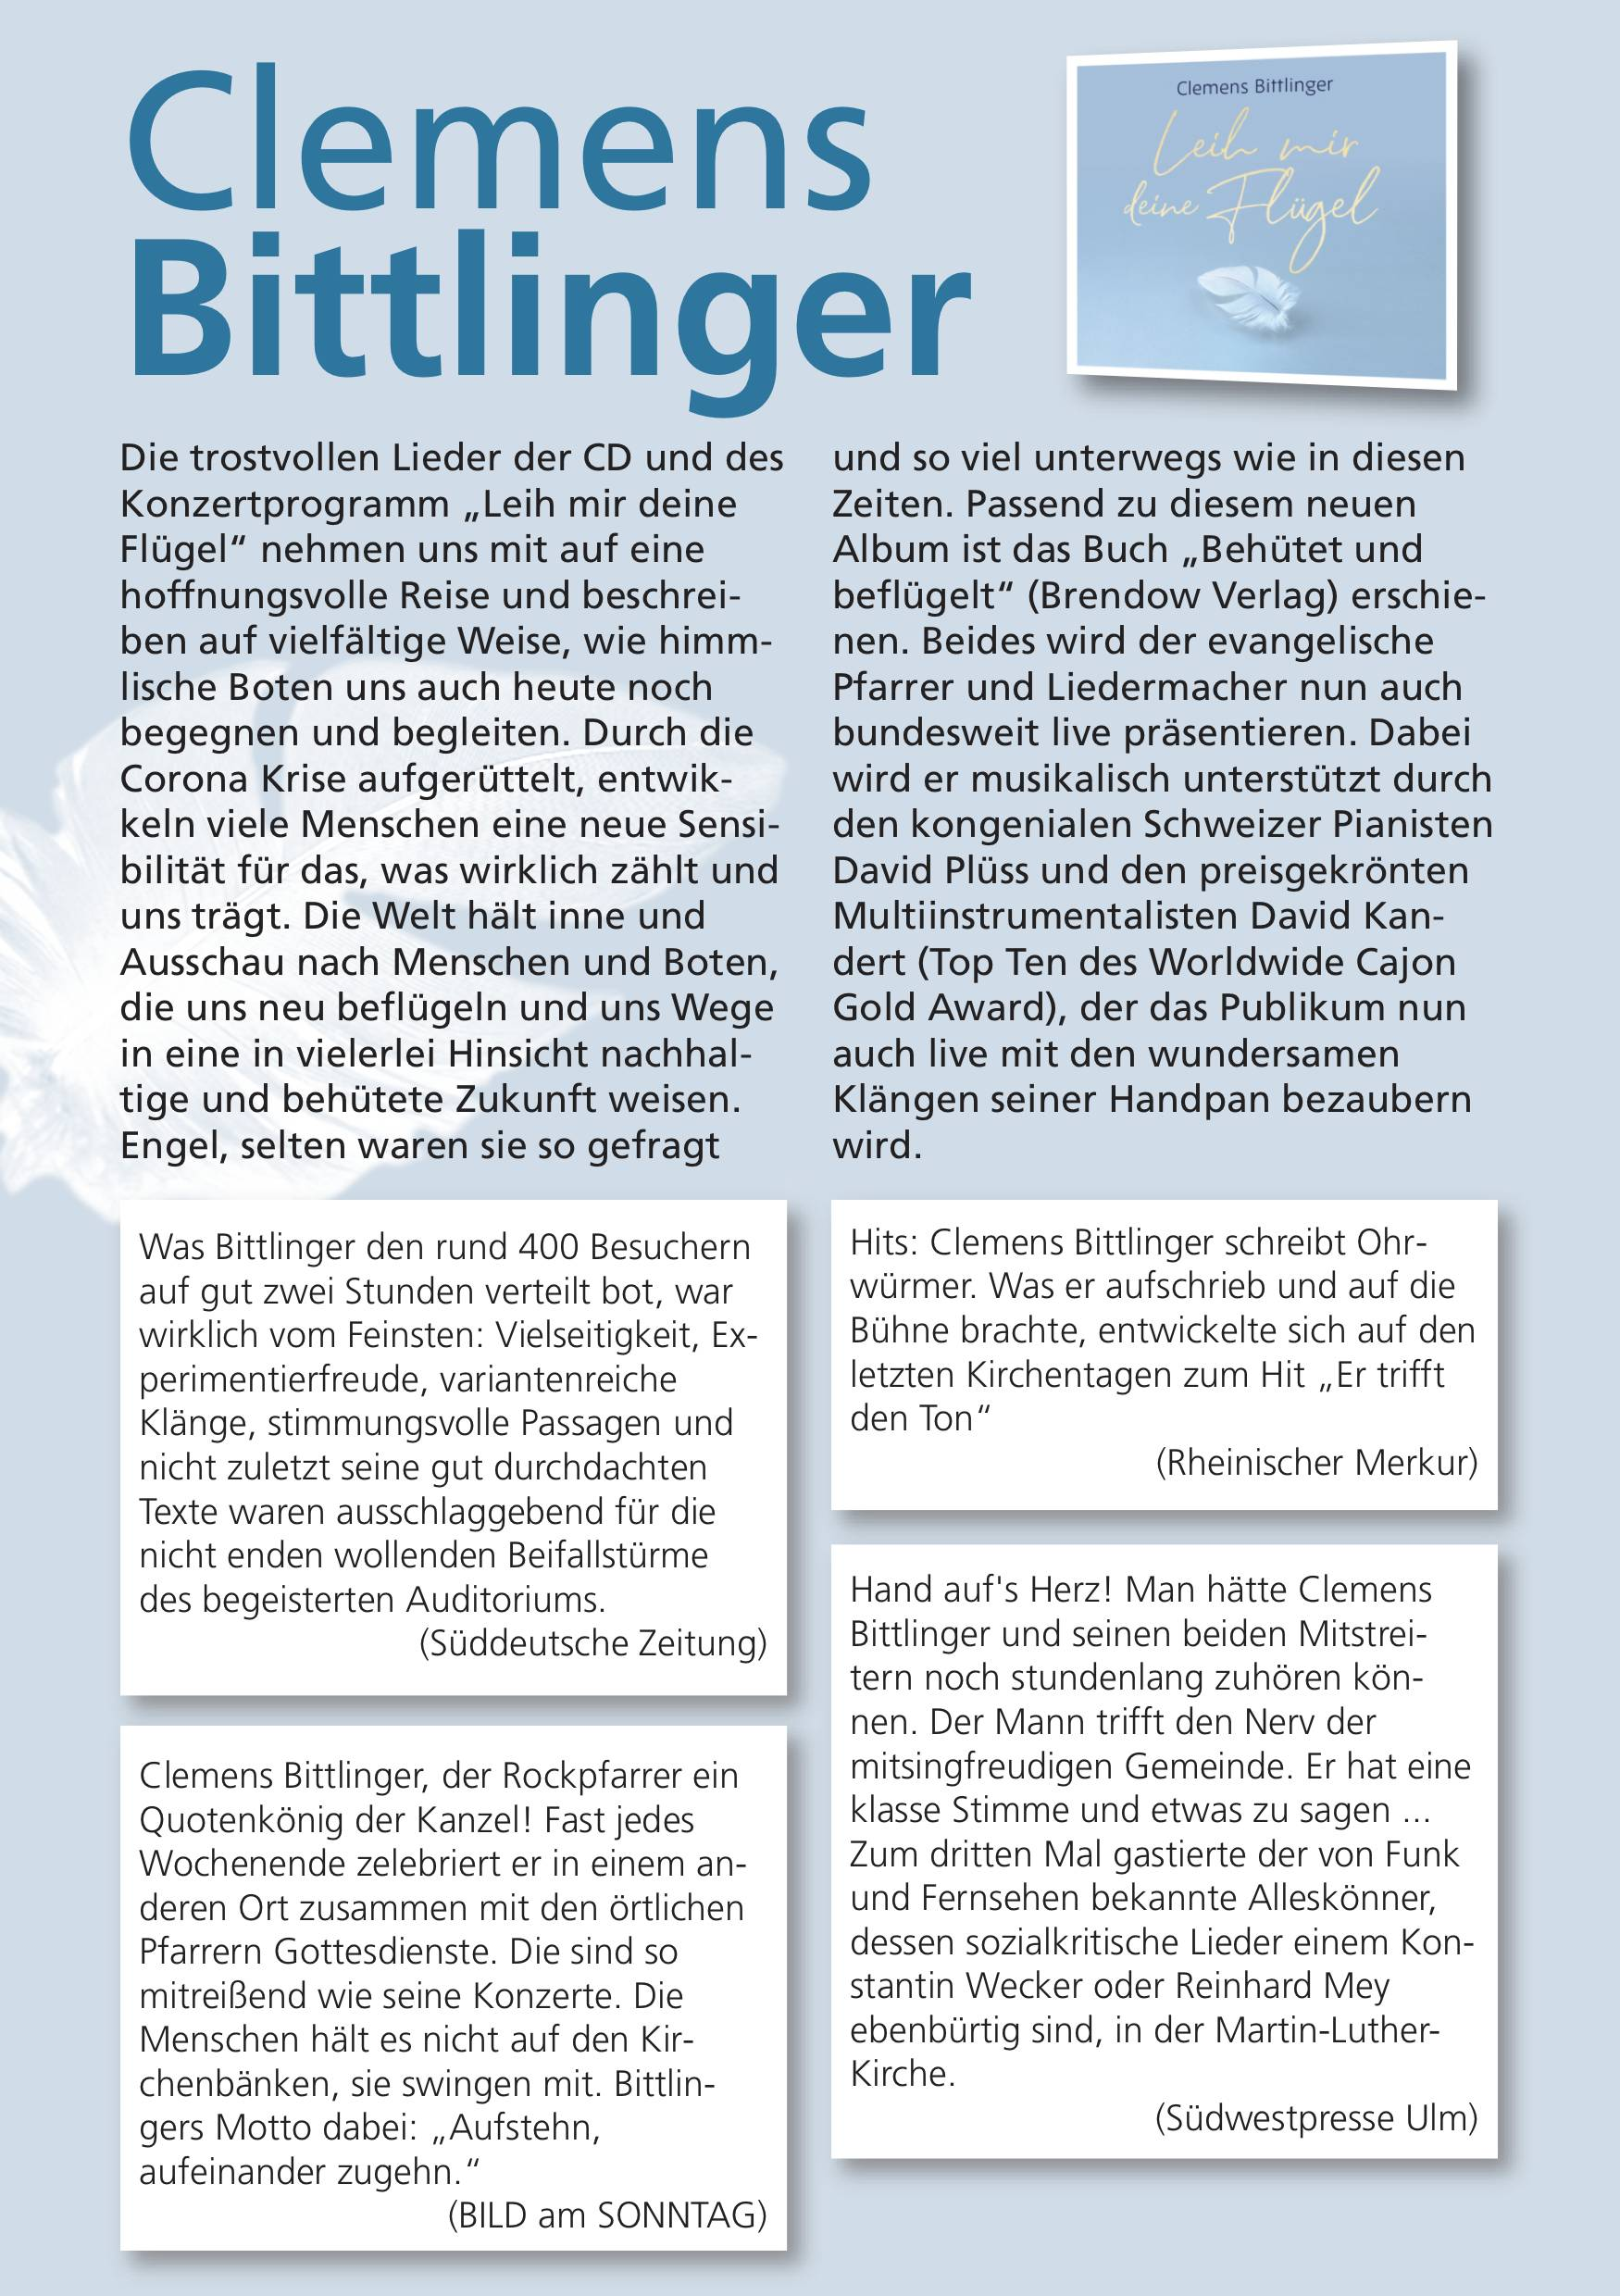 Clemens
Bittlinger
Clemens Bittlinger
Leih mir
deine Flügel
Die trostvollen Lieder der CD und des
Konzertprogramm „Leih mir deine
Flügel“ nehmen uns mit auf eine
hoffnungsvolle Reise und beschrei-
ben auf vielfältige Weise, wie himm-
lische Boten uns auch heute noch
begegnen und begleiten. Durch die
Corona Krise aufgerüttelt, entwik-
keln viele Menschen eine neue Sensi-
bilität für das, was wirklich zählt und
uns trägt. Die Welt hält inne und
Ausschau nach Menschen und Boten,
die uns neu beflügeln und uns Wege
in eine in vielerlei Hinsicht nachhal-
tige und behütete Zukunft weisen.
Engel, selten waren sie so gefragt
und so viel unterwegs wie in diesen
Zeiten. Passend zu diesem neuen
Album ist das Buch „Behütet und
beflügelt“ (Brendow Verlag) erschie-
nen. Beides wird der evangelische
Pfarrer und Liedermacher nun auch
bundesweit live präsentieren. Dabei
wird er musikalisch unterstützt durch
den kongenialen Schweizer Pianisten
David Plüss und den preisgekrönten
Multiinstrumentalisten David Kan-
dert (Top Ten des Worldwide Cajon
Gold Award), der das Publikum nun
auch live mit den wundersamen
Klängen seiner Handpan bezaubern
wird.
Was Bittlinger den rund 400 Besuchern
auf gut zwei Stunden verteilt bot, war
wirklich vom Feinsten: Vielseitigkeit, Ex-
perimentierfreude, variantenreiche
Klänge, stimmungsvolle Passagen und
nicht zuletzt seine gut durchdachten
Texte waren ausschlaggebend für die
nicht enden wollenden Beifallstürme
des begeisterten Auditoriums.
(Süddeutsche Zeitung)
Clemens Bittlinger, der Rockpfarrer ein
Quotenkönig der Kanzel! Fast jedes
Wochenende zelebriert er in einem an-
deren Ort zusammen mit den örtlichen
Pfarrern Gottesdienste. Die sind so
mitreißend wie seine Konzerte. Die
Menschen hält es nicht auf den Kir-
chenbänken, sie swingen mit. Bittlin-
gers Motto dabei: „Aufstehn,
aufeinander zugehn.“
(BILD am SONNTAG)
Hits: Clemens Bittlinger schreibt Ohr-
würmer. Was er aufschrieb und auf die
Bühne brachte, entwickelte sich auf den
letzten Kirchentagen zum Hit „Er trifft
den Ton“
(Rheinischer Merkur)
Hand auf's Herz! Man hätte Clemens
Bittlinger und seinen beiden Mitstrei-
tern noch stundenlang zuhören kön-
nen. Der Mann trifft den Nerv der
mitsingfreudigen Gemeinde. Er hat eine
klasse Stimme und etwas zu sagen ...
Zum dritten Mal gastierte der von Funk
und Fernsehen bekannte Alleskönner,
dessen sozialkritische Lieder einem Kon-
stantin Wecker oder Reinhard Mey
ebenbürtig sind, in der Martin-Luther-
Kirche.
(Südwestpresse Ulm)